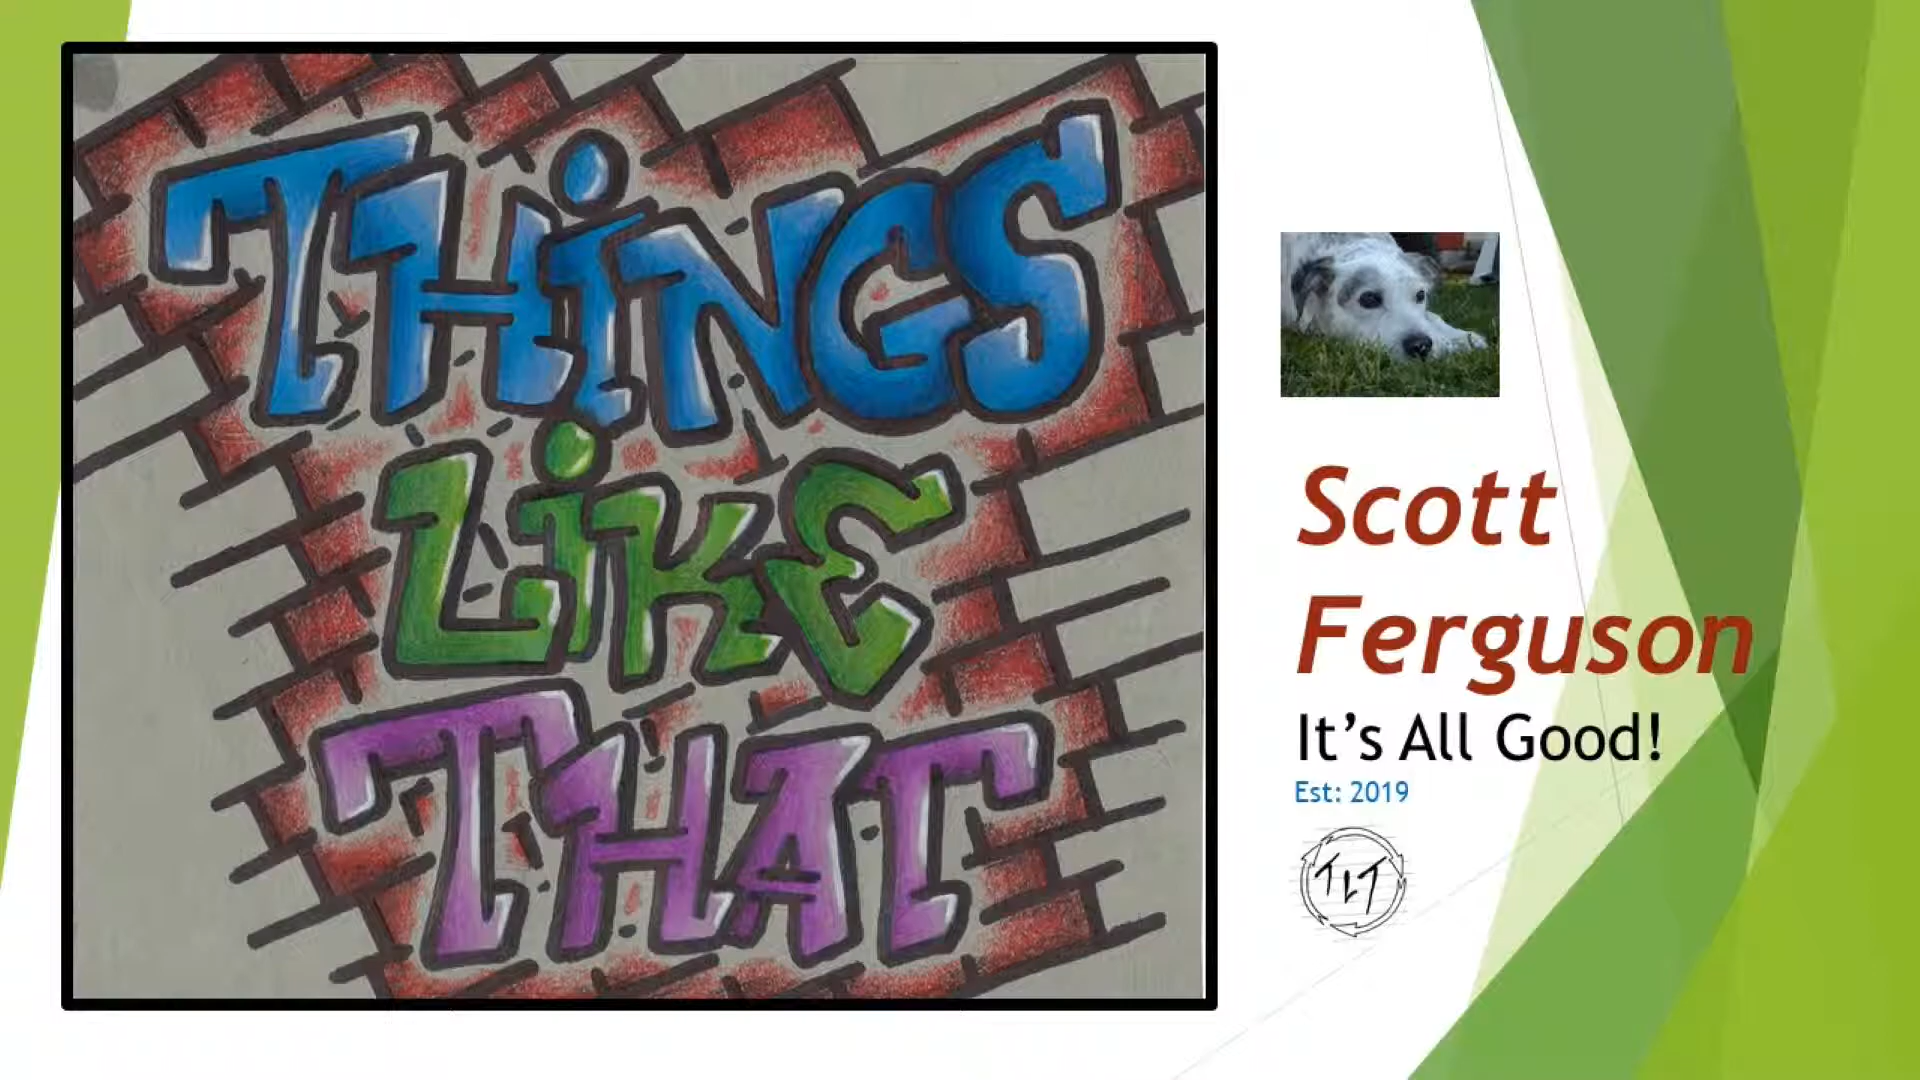 THiNGS
LiKE
THAT
Scott
Ferguson
It's All Good!
Est: 2019
TLT